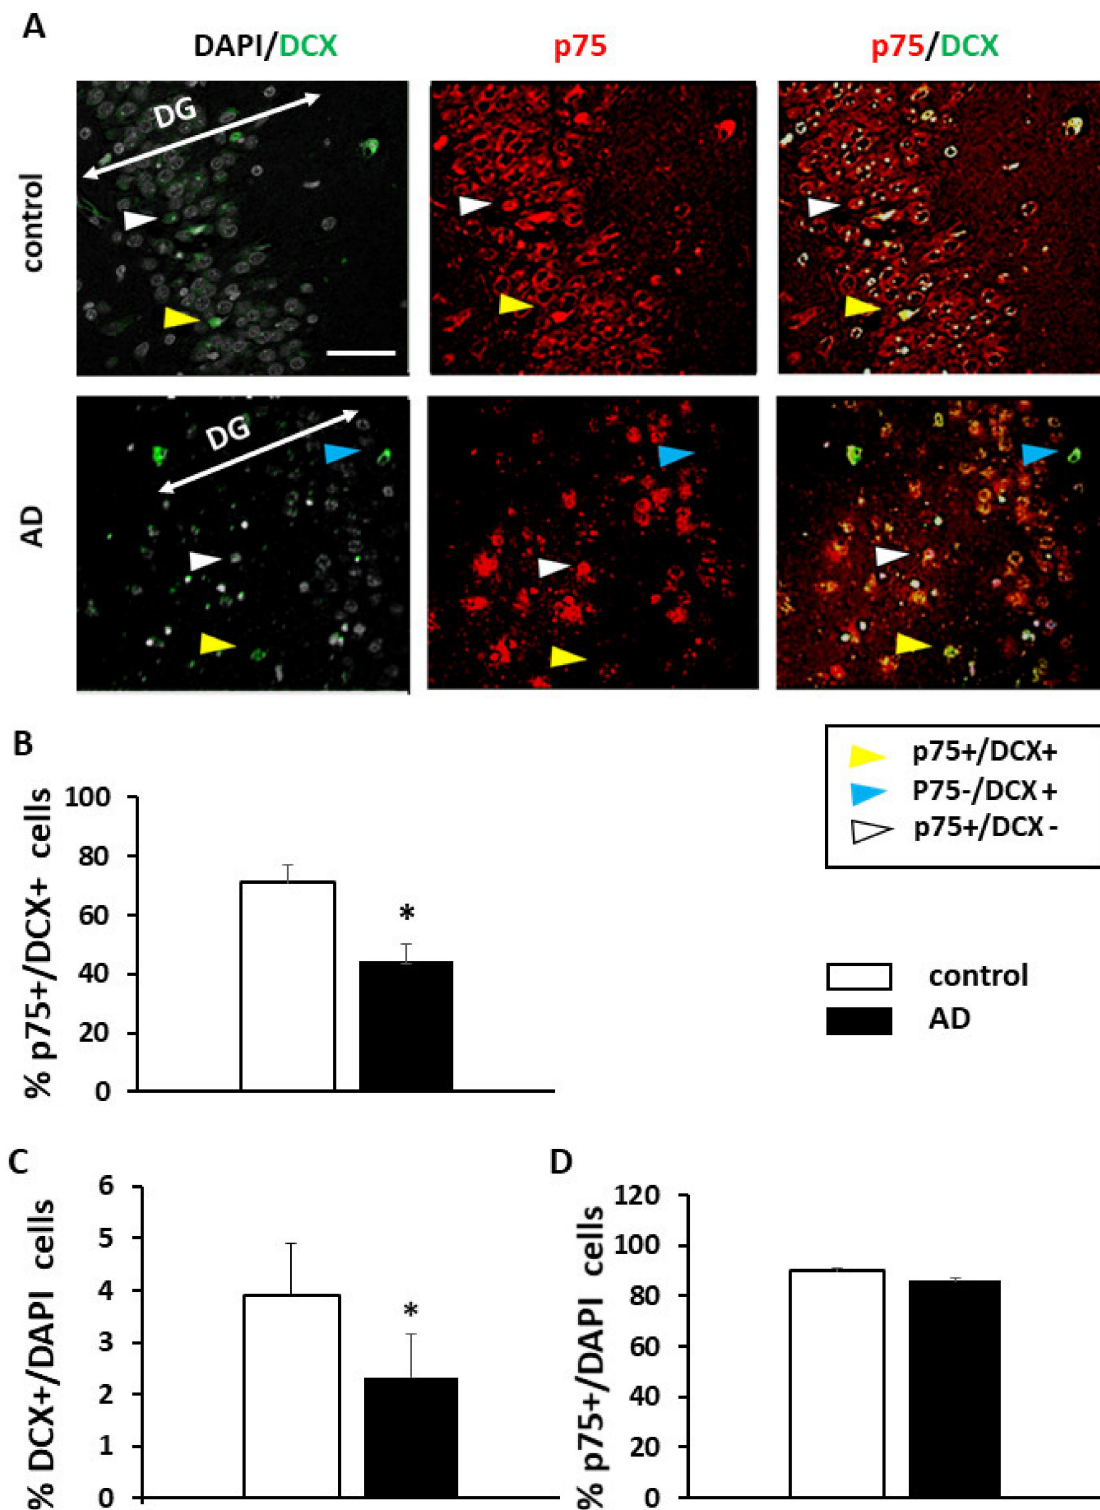 A
DAPI/DCX
p75
p75/DCX
control
DG
AD
DG
B
% p75+/DCX+ cells
100
80
60
40
20
0
*
p75+/DCX+
P75-/DCX+
p75+/DCX-
control
AD
C
% DCX+/DAPI cells
6
5
4
3
2
1
0
*
D
% p75+/DAPI cells
120
100
80
60
40
20
0